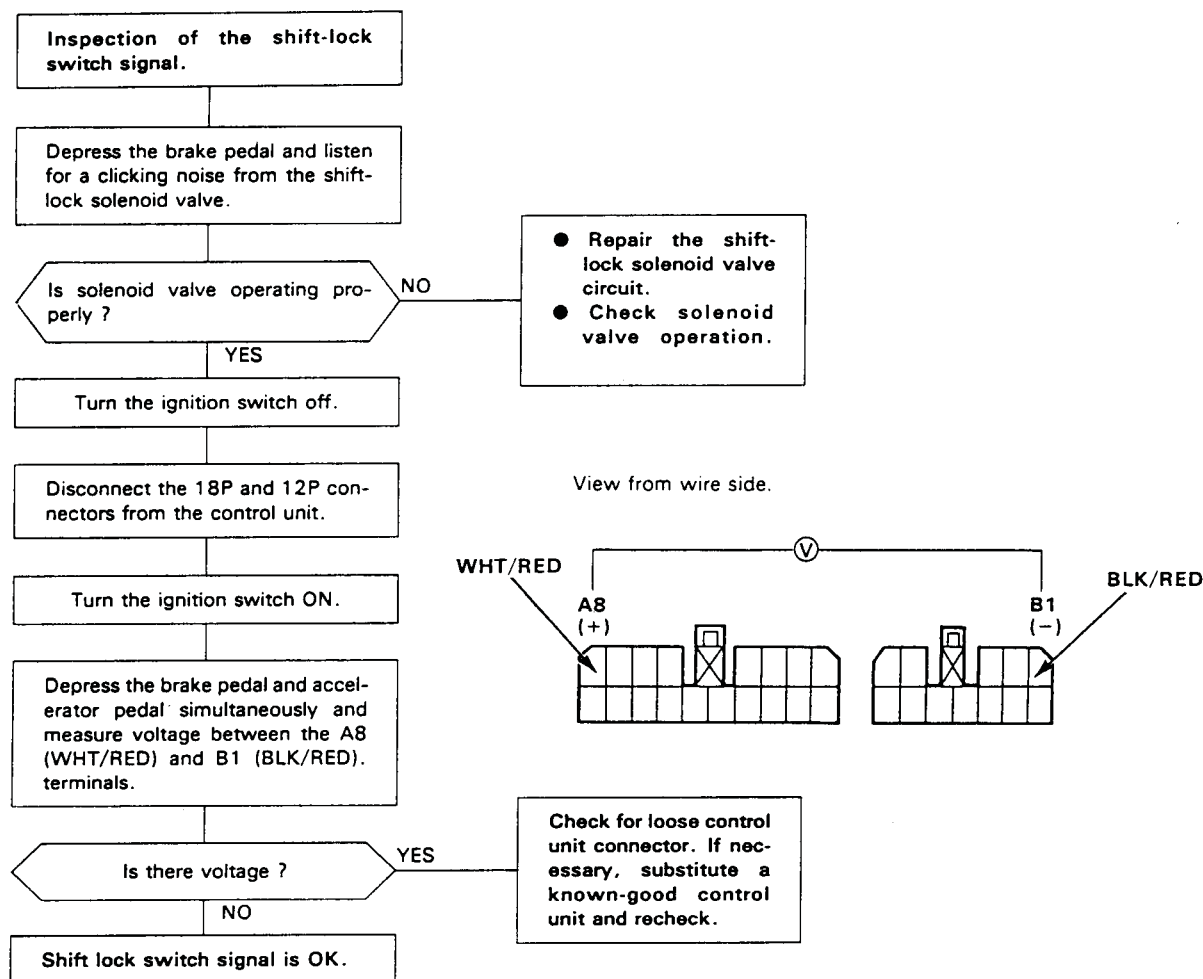 Inspection of the shift-lock
switch signal.
Depress the brake pedal and listen
for a clicking noise from the shift-
lock solenoid valve.
Is solenoid valve operating pro-
perly ?
NO
● Repair the shift-
lock solenoid valve
circuit.
● Check solenoid
valve operation.
YES
Turn the ignition switch off.
Disconnect the 18P and 12P con-
nectors from the control unit.
Turn the ignition switch ON.
Depress the brake pedal and accel-
erator pedal simultaneously and
measure voltage between the A8
(WHT/RED) and B1 (BLK/RED).
terminals.
View from wire side.
V
WHT/RED
BLK/RED
A8
(+)
B1
(−)
Is there voltage ?
YES
Check for loose control
unit connector. If nec-
essary, substitute a
known-good control
unit and recheck.
NO
Shift lock switch signal is OK.